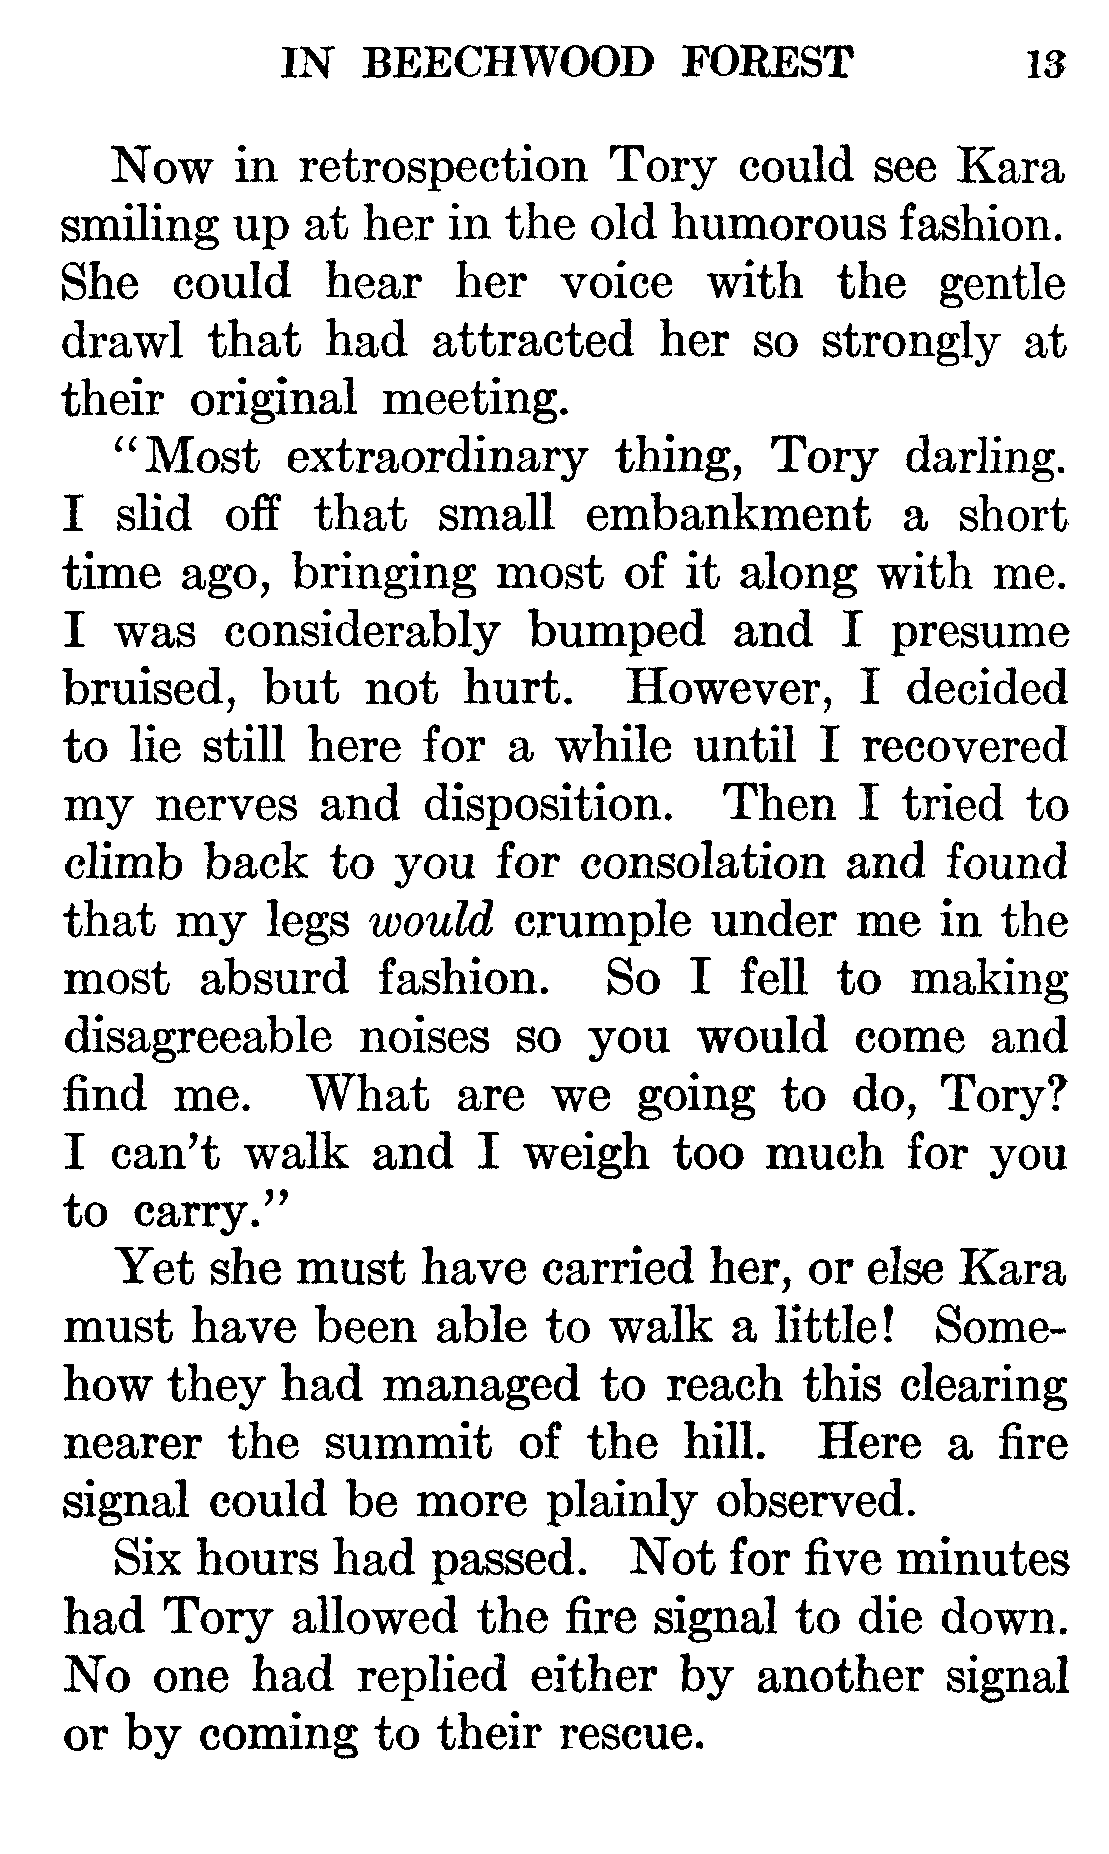 IN BEECHWOOD FOREST 13
Now in retrospection Tory could see Kara
smiling up at her in the old humorous fashion.
She could hear her voice with the gentle
drawl that had attracted her so strongly at
their original meeting.
“Most extraordinary thing, Tory darling.
I slid off that small embankment a short
time ago, bringing most of it along with me.
I was considerably bumped and I presume
bruised, but not hurt. However, I decided
to lie still here for a while until I recovered
my nerves and disposition. Then I tried to
climb back to you for consolation and found
that my legs would crumple under me in the
most absurd fashion. So I fell to making
disagreeable noises so you would come and
find me. What are we going to do, Tory?
I can’t walk and I weigh too much for you
to carry.”
Yet she must have carried her, or else Kara
must have been able to walk a little! Some-
how they had managed to reach this clearing
nearer the summit of the hill. Here a fire
signal could be more plainly observed.
Six hours had passed. Not for five minutes
had Tory allowed the fire signal to die down.
No one had replied either by another signal
or by coming to their rescue.